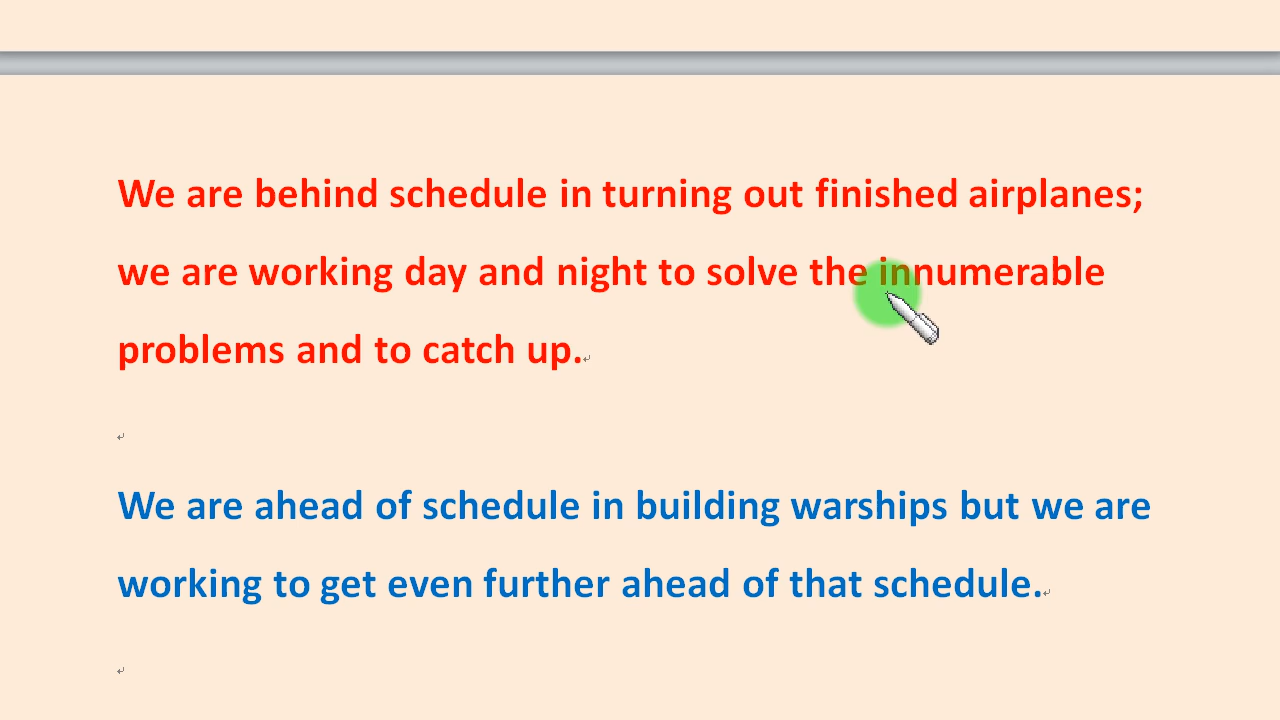 We are behind schedule in turning out finished airplanes;
we are working day and night to solve the innumerable
problems and to catch up.
We are ahead of schedule in building warships but we are
working to get even further ahead of that schedule.